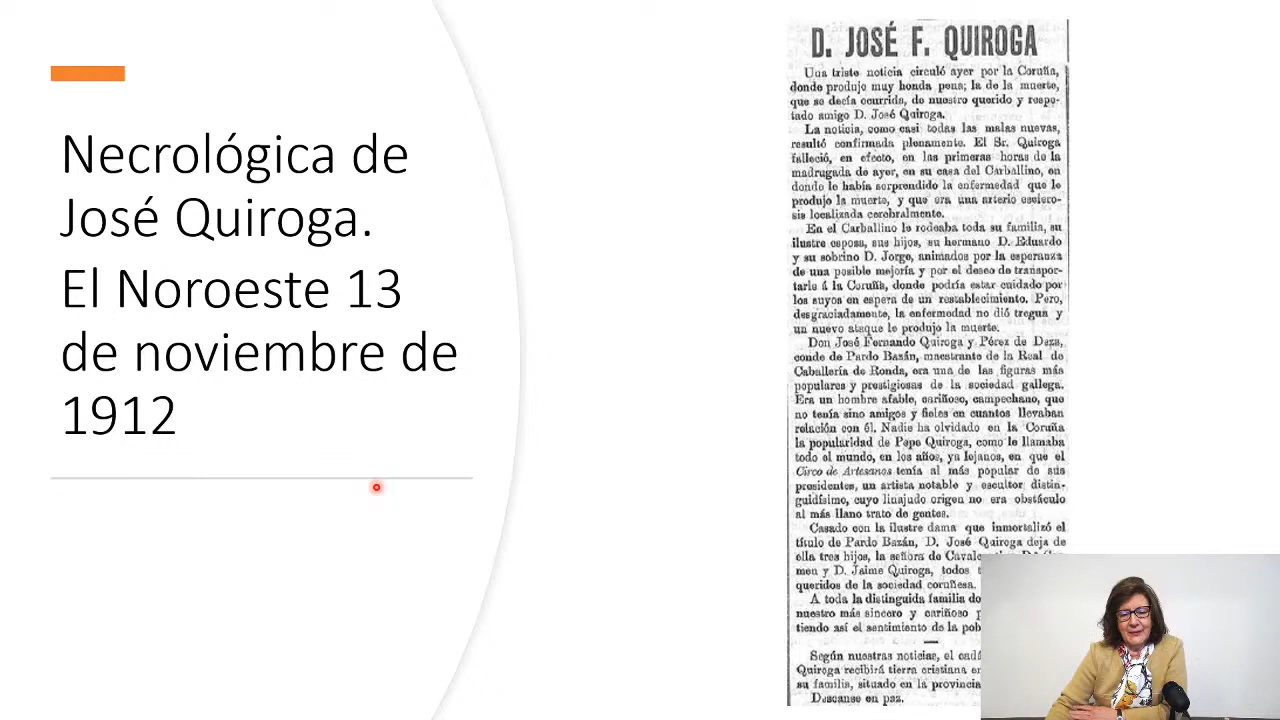 Necrológica de
José Quiroga.
El Noroeste 13
de noviembre de
1912
D. JOSÉ F. QUIROGA
Una triste noticia circuló ayer por la Coruña,
donde produjo muy honda pena; la de la muerte,
que se decía ocurrida, de nuestro querido y respe-
tado amigo D. José Quiroga.
La noticia, como casi todas las malas nuevas,
resultó confirmada plenamente. El Sr. Quiroga
falleció, en efecto, en las primeras horas de la
madrugada de ayer, en su casa del Carballino, en
donde le había sorprendido la enfermedad que le
produjo la muerte, y que era una arterio esclero-
sis localizada cerebralmente.
En el Carballino le rodeaba toda su familia, su
ilustre esposa, sus hijos, su hermano D. Eduardo
y su sobrino D. Jorge, animados por la esperanza
de una posible mejoría y por el deseo de transpor-
tarle á la Coruña, donde podría estar cuidado por
los suyos en espera de un restablecimiento. Pero,
desgraciadamente, la enfermedad no dió tregua y
un nuevo ataque le produjo la muerte.
Don José Fernando Quiroga y Pérez de Deza,
conde de Pardo Bazán, maestrante de la Real de
Caballería de Ronda, era una de las figuras más
populares y prestigiosas de la sociedad gallega.
Era un hombre afable, cariñoso, campechano, que
no tenía sino amigos y fieles en cuantos llevaban
relación con él. Nadie ha olvidado en la Coruña
la popularidad de Pepe Quiroga, como le llamaba
todo el mundo, en los años, ya lejanos, en que el
Circo de Artesanos tenía al más popular de sus
presidentes, un artista notable y escultor distin-
guidísimo, cuyo linajudo origen no era obstáculo
al más llano trato de gentes.
Casado con la ilustre dama que inmortalizó el
título de Pardo Bazán, D. José Quiroga deja de
ella tres hijos, la señora de
men y D. Jaime Quiroga, todos
queridos de la sociedad coruñesa.
A toda la distinguida familia
nuestro más sincero y cariñoso
tiendo así el sentimiento de la
Según nuestras noticias, el
Quiroga recibirá tierra cristiana
su familia, situado en la provincia
Descanse en paz.